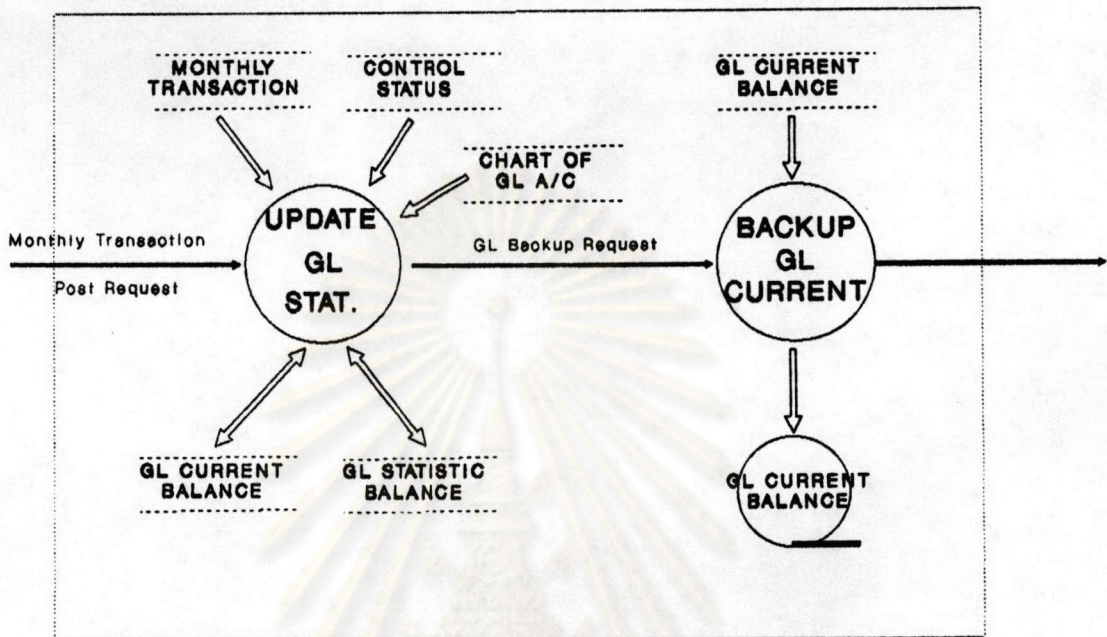 MONTHLY
TRANSACTION
CONTROL
STATUS
GL CURRENT
BALANCE
CHART OF
GL A/C
UPDATE
GL
STAT.
BACKUP
GL
CURRENT
Monthly Transaction
Post Request
GL Backup Request
GL CURRENT
BALANCE
GL STATISTIC
BALANCE
GL CURRENT
BALANCE